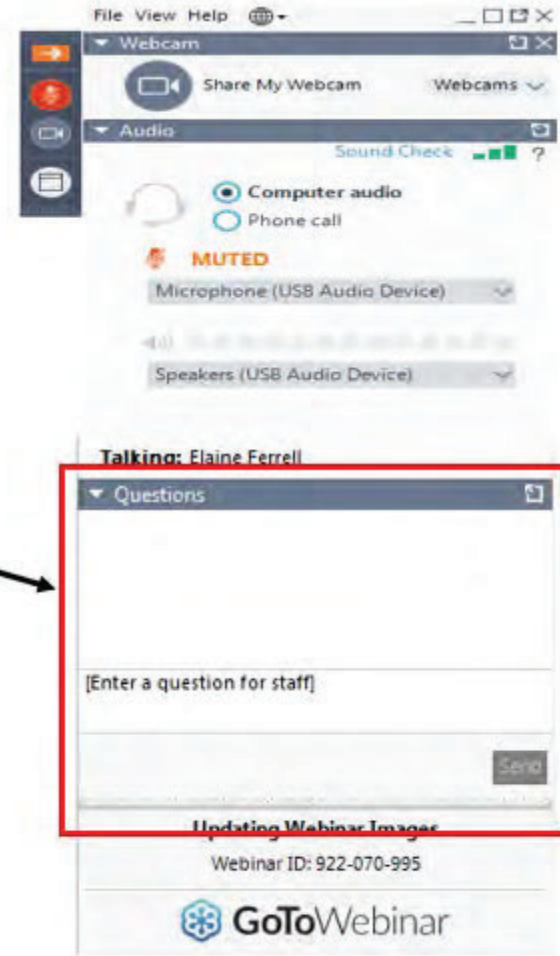 File View Help
Webcam
Share My Webcam Webcams
Audio
Sound Check ?
Computer audio
Phone call
MUTED
Microphone (USB Audio Device)
Speakers (USB Audio Device)
Talking: Elaine Ferrell
Questions
[Enter a question for staff]
Send
Updating Webinar Images
Webinar ID: 922-070-995
GoToWebinar